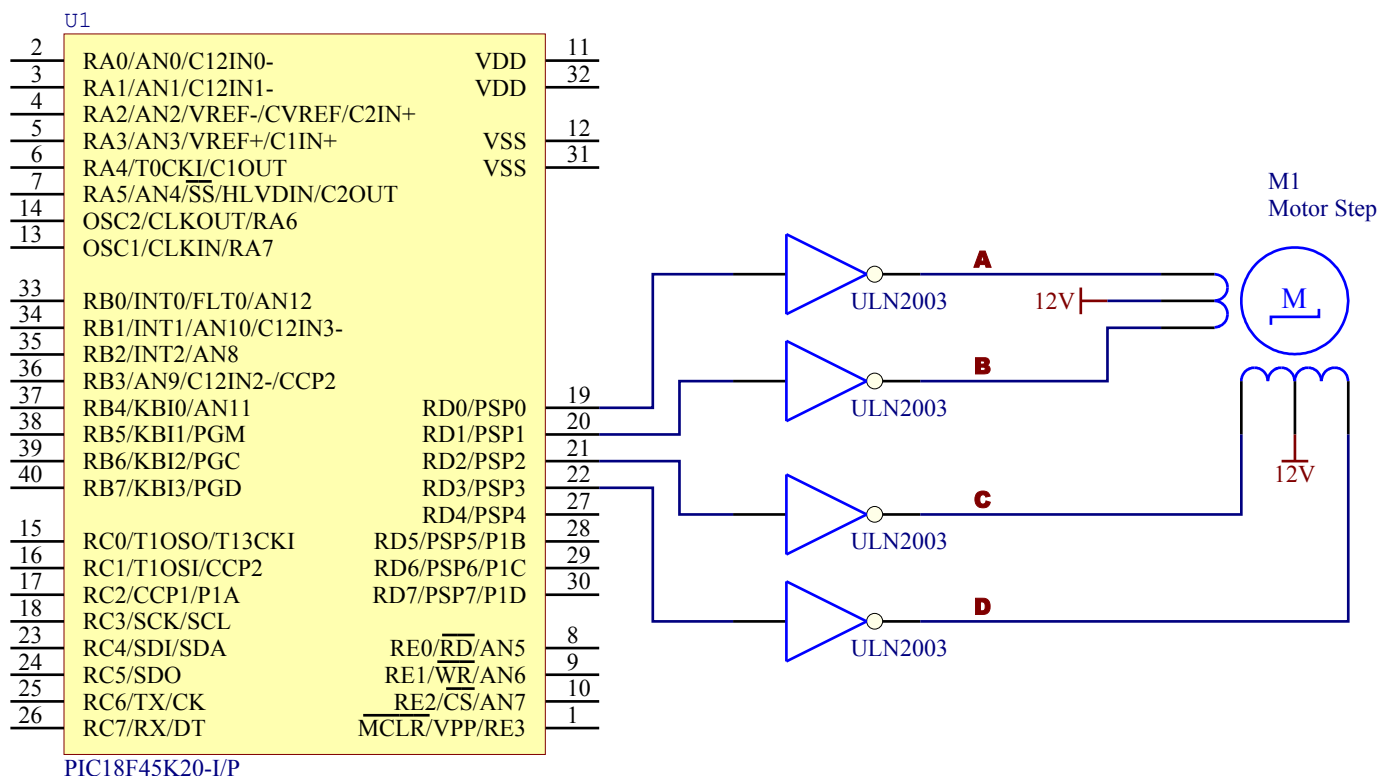 U1
2 RA0/AN0/C12IN0- VDD 11
3 RA1/AN1/C12IN1- VDD 32
4 RA2/AN2/VREF-/CVREF/C2IN+
5 RA3/AN3/VREF+/C1IN+ VSS 12
6 RA4/T0CKI/C1OUT VSS 31
7 RA5/AN4/SS/HLVDIN/C2OUT
14 OSC2/CLKOUT/RA6
13 OSC1/CLKIN/RA7
33 RB0/INT0/FLT0/AN12
34 RB1/INT1/AN10/C12IN3-
35 RB2/INT2/AN8
36 RB3/AN9/C12IN2-/CCP2
37 RB4/KBI0/AN11 RD0/PSP0 19
38 RB5/KBI1/PGM RD1/PSP1 20
39 RB6/KBI2/PGC RD2/PSP2 21
40 RB7/KBI3/PGD RD3/PSP3 22
RD4/PSP4 27
15 RC0/T1OSO/T13CKI RD5/PSP5/P1B 28
16 RC1/T1OSI/CCP2 RD6/PSP6/P1C 29
17 RC2/CCP1/P1A RD7/PSP7/P1D 30
18 RC3/SCK/SCL
23 RC4/SDI/SDA RE0/RD/AN5 8
24 RC5/SDO RE1/WR/AN6 9
25 RC6/TX/CK RE2/CS/AN7 10
26 RC7/RX/DT MCLR/VPP/RE3 1
PIC18F45K20-I/P
A
ULN2003
B
ULN2003
C
ULN2003
D
ULN2003
M1
Motor Step
12V
M
12V